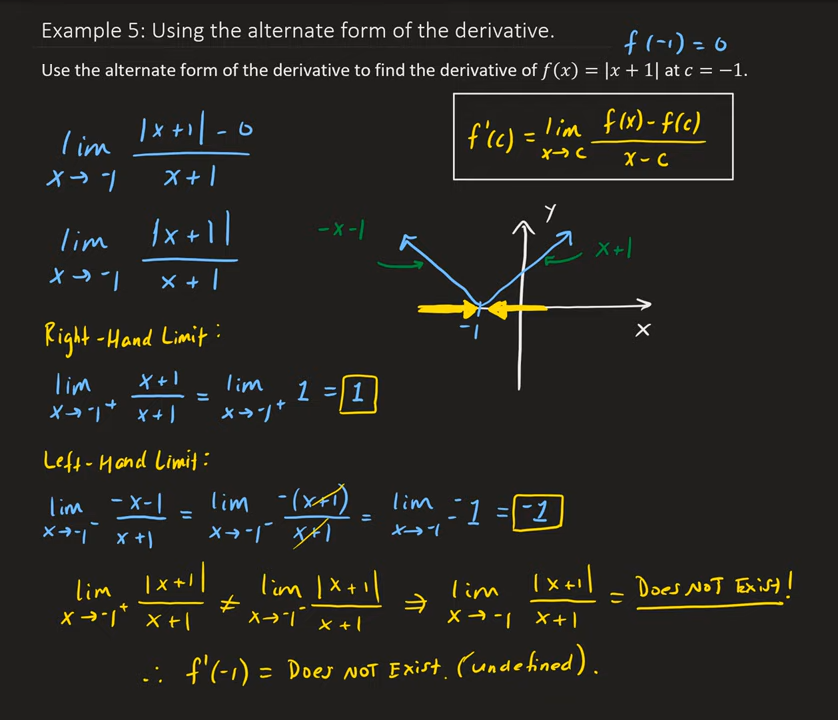 Example 5: Using the alternate form of the derivative.
f(-1) = 0
Use the alternate form of the derivative to find the derivative of f(x) = |x + 1| at c = −1.
lim x→-1 (|x+1| - 0)/(x+1)
f'(c) = lim x→c (f(x) - f(c))/(x - c)
lim x→-1 |x+1|/(x+1)
-x-1
y
x+1
-1
x
Right-Hand Limit:
lim x→-1⁺ (x+1)/(x+1) = lim x→-1⁺ 1 = 1
Left-Hand Limit:
lim x→-1⁻ (-x-1)/(x+1) = lim x→-1⁻ -(x+1)/(x+1) = lim x→-1⁻ -1 = -1
lim x→-1⁺ |x+1|/(x+1) ≠ lim x→-1⁻ |x+1|/(x+1) ⇒ lim x→-1 |x+1|/(x+1) = Does Not Exist!
∴ f'(-1) = Does Not Exist. (undefined).